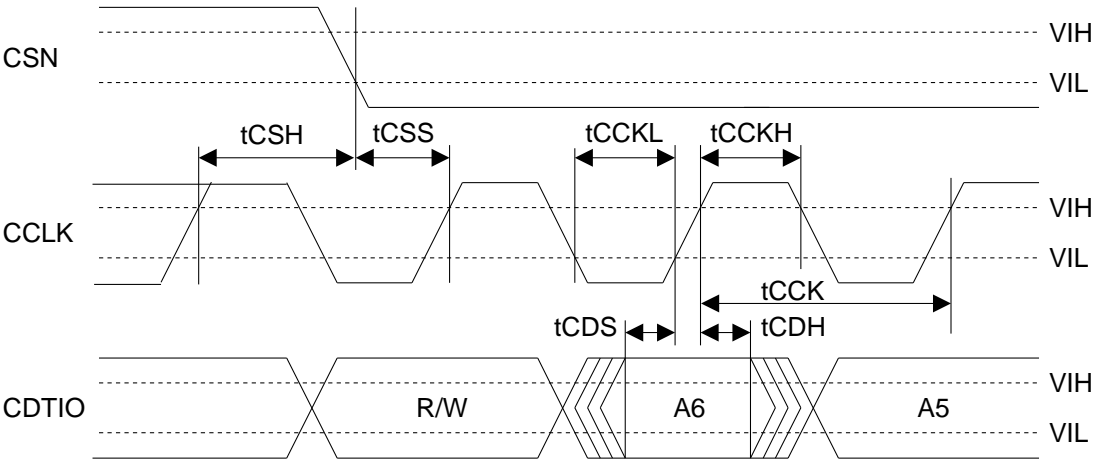 CSN
VIH
VIL
tCSH
tCSS
tCCKL
tCCKH
CCLK
VIH
VIL
tCCK
tCDS
tCDH
CDTIO
R/W
A6
A5
VIH
VIL